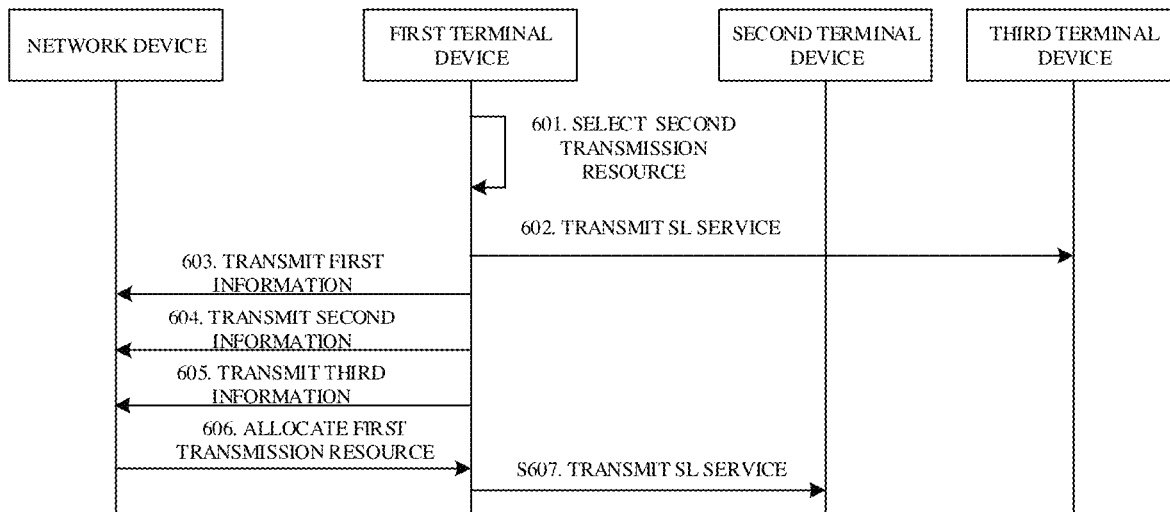 NETWORK DEVICE
FIRST TERMINAL
DEVICE
SECOND TERMINAL
DEVICE
THIRD TERMINAL
DEVICE
601. SELECT SECOND
TRANSMISSION
RESOURCE
602. TRANSMIT SL SERVICE
603. TRANSMIT FIRST
INFORMATION
604. TRANSMIT SECOND
INFORMATION
605. TRANSMIT THIRD
INFORMATION
606. ALLOCATE FIRST
TRANSMISSION RESOURCE
S607. TRANSMIT SL SERVICE